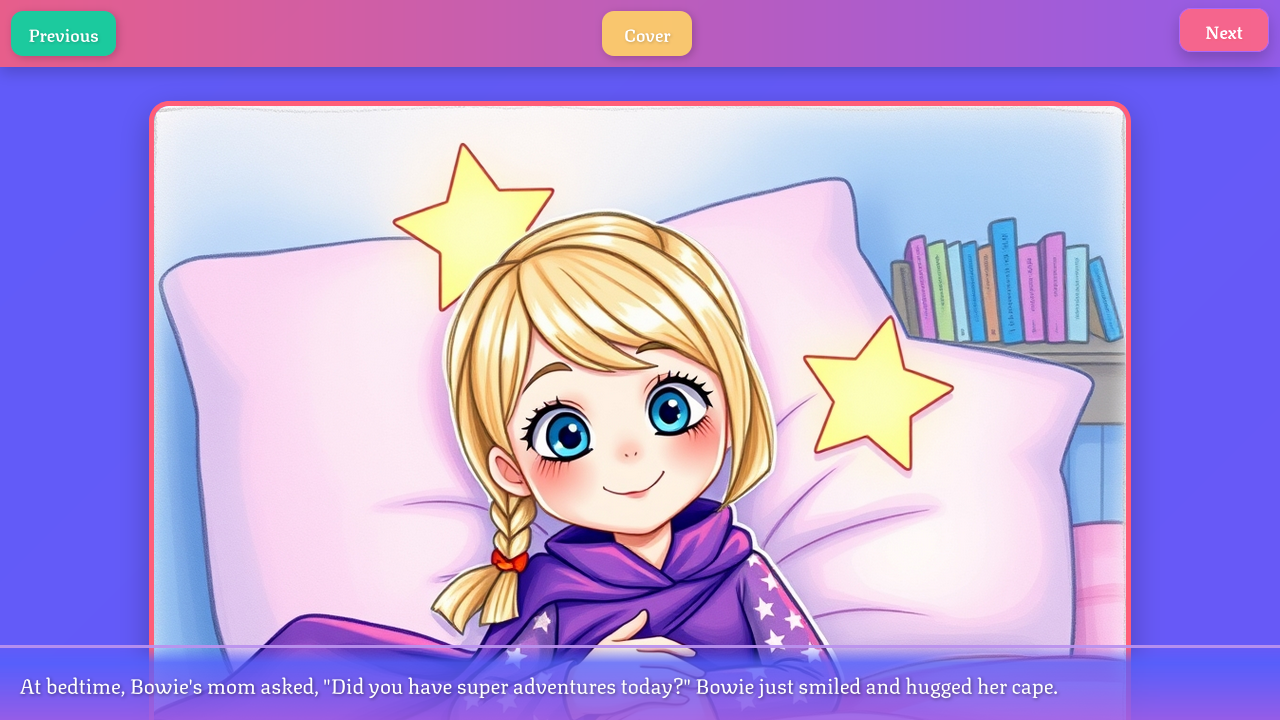 Previous
Cover
Next
At bedtime, Bowie's mom asked, "Did you have super adventures today?" Bowie just smiled and hugged her cape.